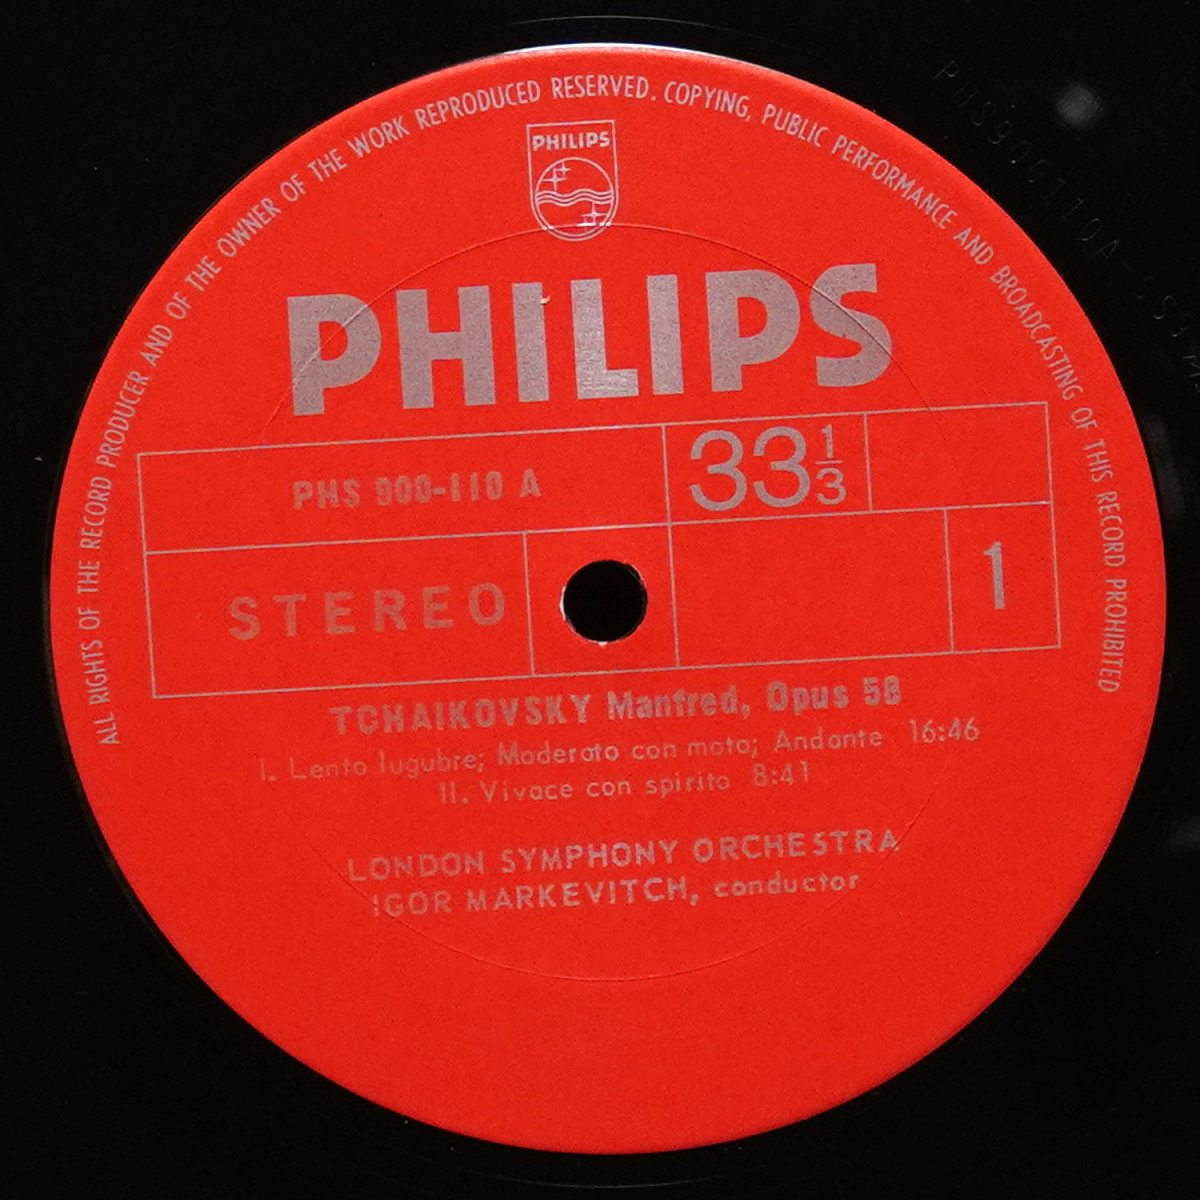 ALL RIGHTS OF THE RECORD PRODUCER AND OF THE OWNER OF THE WORK REPRODUCED RESERVED. COPYING, PUBLIC PERFORMANCE AND BROADCASTING OF THIS RECORD PROHIBITED
PHILIPS
PHILIPS
PHS 900-110 A
33 1/3
STEREO
1
TCHAIKOVSKY Manfred, Opus 58
I. Lento lugubre; Moderato con moto; Andante 16:46
II. Vivace con spirito 8:41
LONDON SYMPHONY ORCHESTRA
IGOR MARKEVITCH, conductor